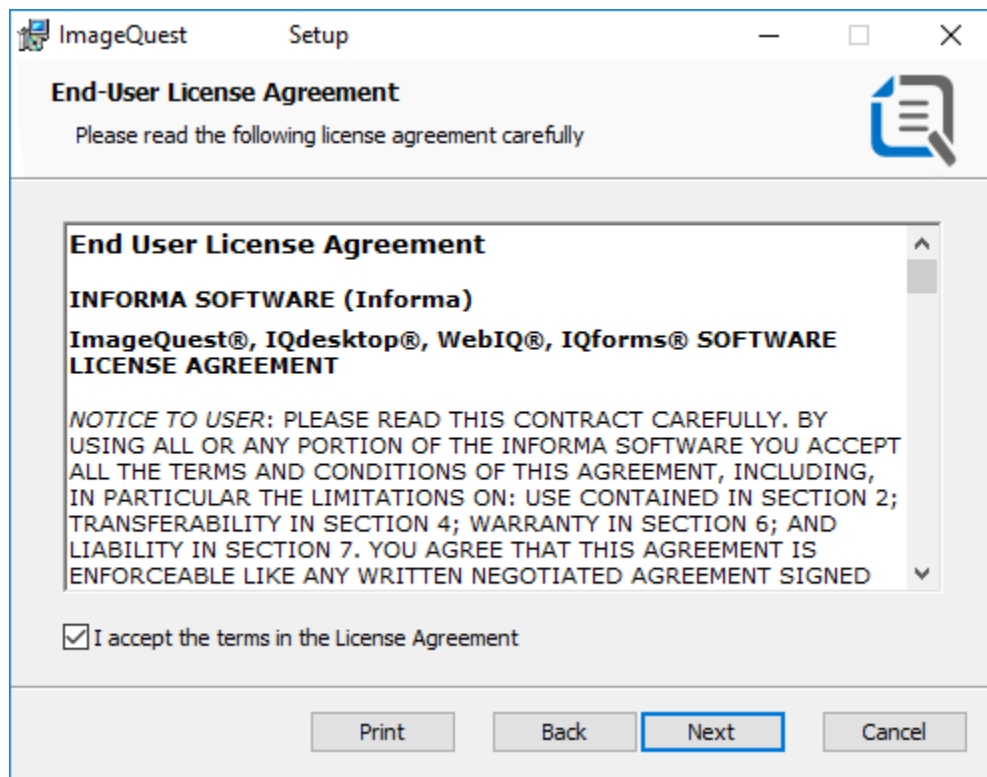 ImageQuest Setup
End-User License Agreement
Please read the following license agreement carefully
End User License Agreement
INFORMA SOFTWARE (Informa)
ImageQuest®, IQdesktop®, WebIQ®, IQforms® SOFTWARE
LICENSE AGREEMENT
NOTICE TO USER: PLEASE READ THIS CONTRACT CAREFULLY. BY
USING ALL OR ANY PORTION OF THE INFORMA SOFTWARE YOU ACCEPT
ALL THE TERMS AND CONDITIONS OF THIS AGREEMENT, INCLUDING,
IN PARTICULAR THE LIMITATIONS ON: USE CONTAINED IN SECTION 2;
TRANSFERABILITY IN SECTION 4; WARRANTY IN SECTION 6; AND
LIABILITY IN SECTION 7. YOU AGREE THAT THIS AGREEMENT IS
ENFORCEABLE LIKE ANY WRITTEN NEGOTIATED AGREEMENT SIGNED
I accept the terms in the License Agreement
Print Back Next Cancel